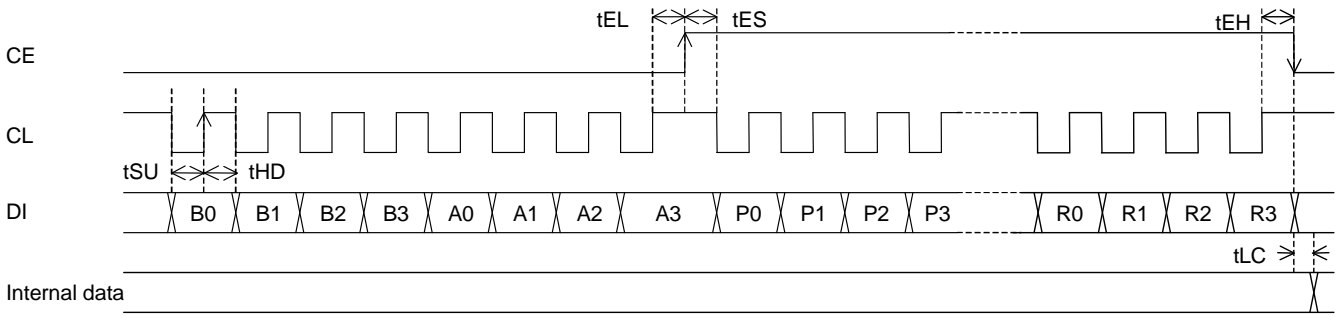 tEL tES tEH
CE
CL
tSU tHD
DI B0 B1 B2 B3 A0 A1 A2 A3 P0 P1 P2 P3 R0 R1 R2 R3
tLC
Internal data